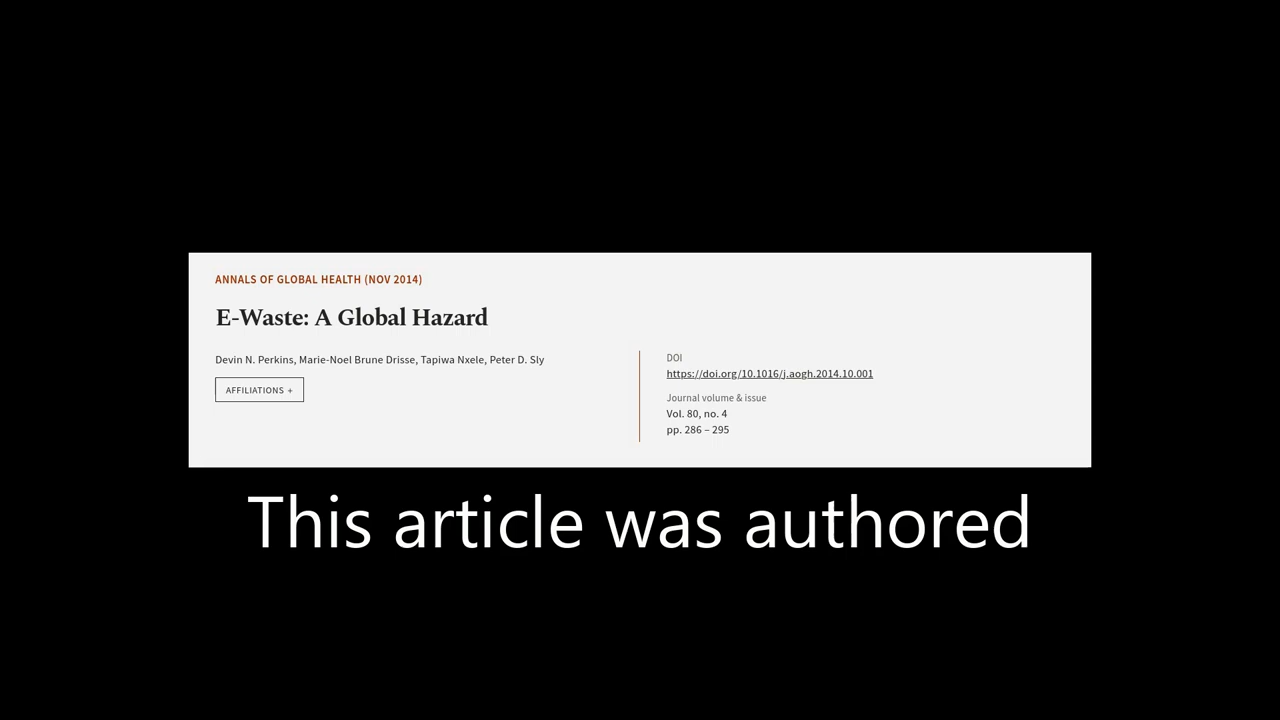 ANNALS OF GLOBAL HEALTH (NOV 2014)
E-Waste: A Global Hazard
Devin N. Perkins, Marie-Noel Brune Drisse, Tapiwa Nxele, Peter D. Sly
AFFILIATIONS +
DOI
https://doi.org/10.1016/j.aogh.2014.10.001
Journal volume & issue
Vol. 80, no. 4
pp. 286 – 295
This article was authored